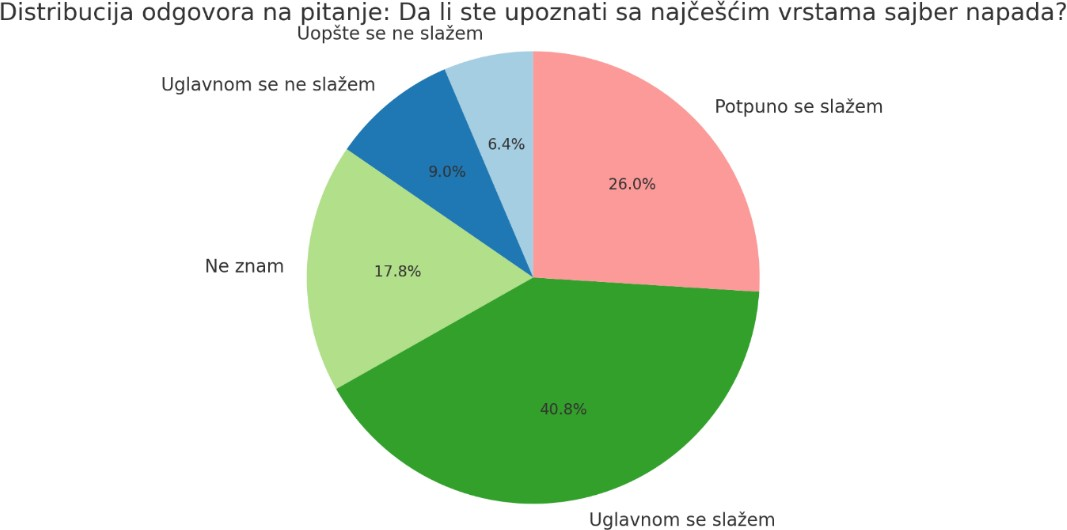 Distribucija odgovora na pitanje: Da li ste upoznati sa najčešćim vrstama sajber napada?
Uopšte se ne slažem
Uglavnom se ne slažem
Potpuno se slažem
6.4%
9.0%
26.0%
Ne znam
17.8%
40.8%
Uglavnom se slažem